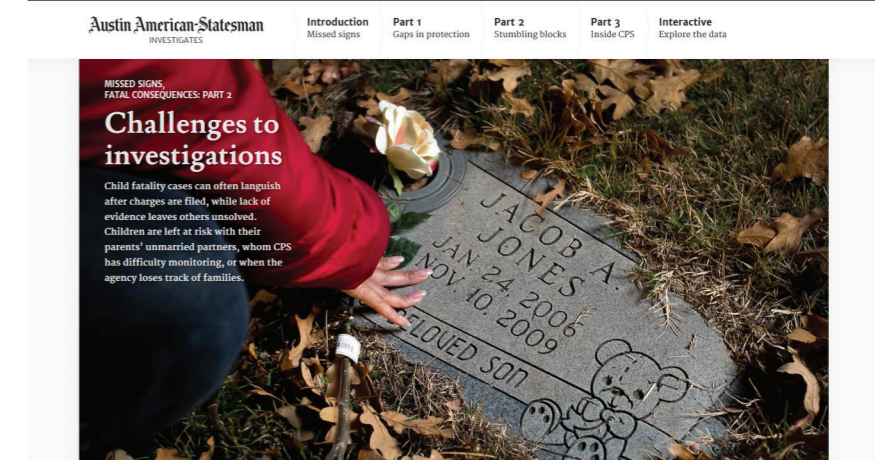 Austin American-Statesman
INVESTIGATES
Introduction
Missed signs
Part 1
Gaps in protection
Part 2
Stumbling blocks
Part 3
Inside CPS
Interactive
Explore the data
MISSED SIGNS,
FATAL CONSEQUENCES: PART 2
Challenges to
investigations
Child fatality cases can often languish
after charges are filed, while lack of
evidence leaves others unsolved.
Children are left at risk with their
parents' unmarried partners, whom CPS
has difficulty monitoring, or when the
agency loses track of families.
JACOB A.
JONES
JAN 24, 2006
NOV. 10, 2009
BELOVED SON